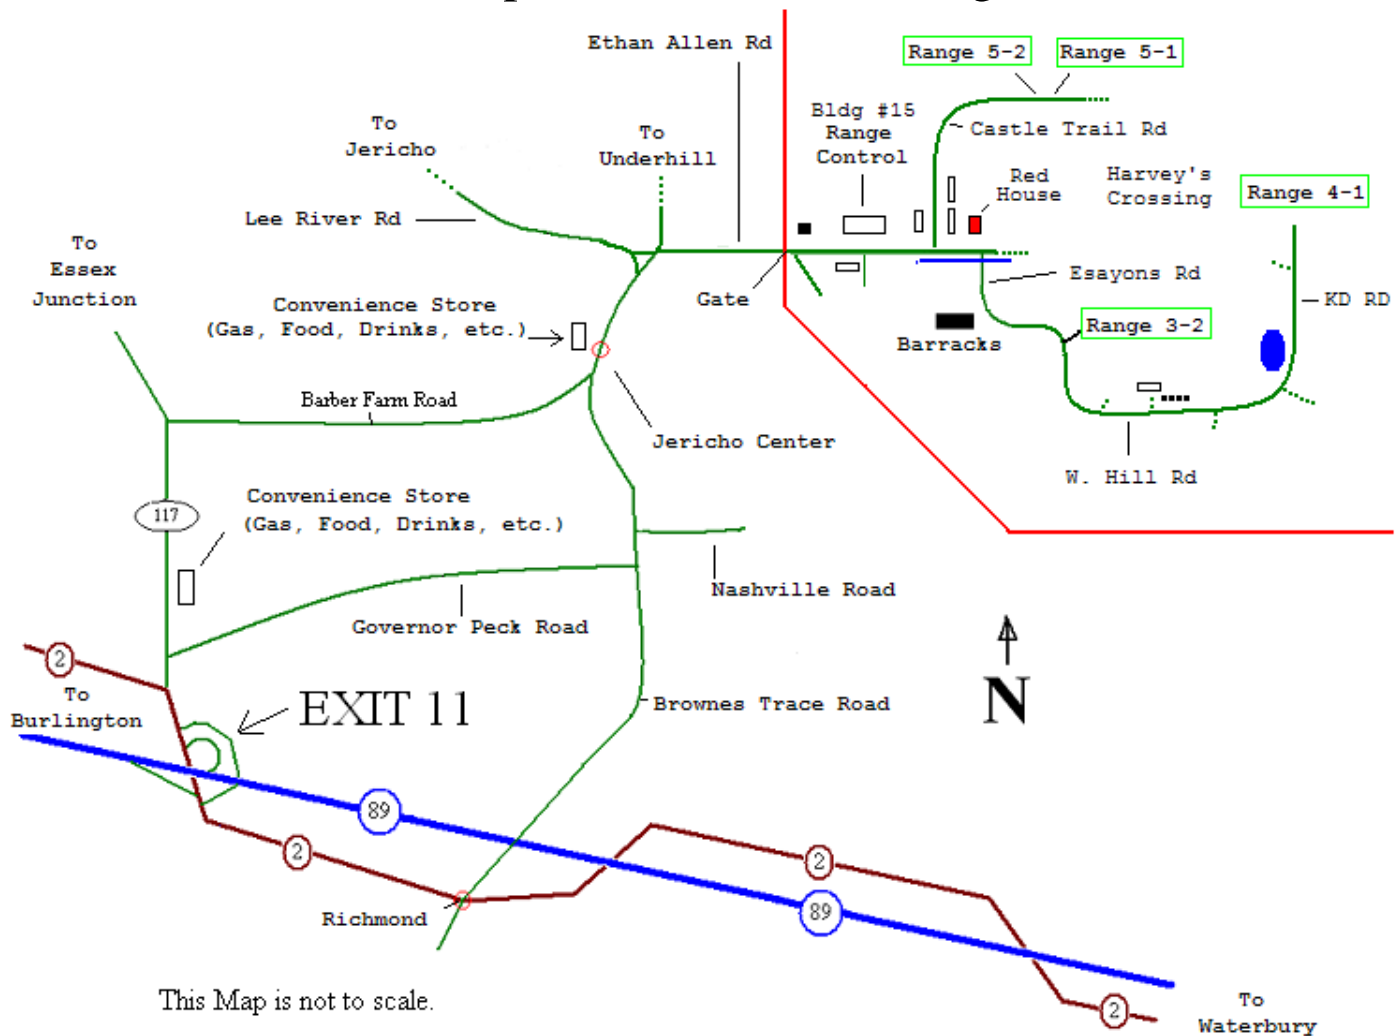 Ethan Allen Rd
Range 5-2
Range 5-1
Bldg #15
Range
Control
Castle Trail Rd
To
Jericho
To
Underhill
Red
House
Harvey's
Crossing
Range 4-1
Lee River Rd
To
Essex
Junction
Gate
Esayons Rd
KD RD
Convenience Store
(Gas, Food, Drinks, etc.)
Range 3-2
Barracks
Barber Farm Road
Jericho Center
W. Hill Rd
Convenience Store
(Gas, Food, Drinks, etc.)
117
Nashville Road
Governor Peck Road
2
To
Burlington
EXIT 11
Brownes Trace Road
N
89
2
2
89
Richmond
This Map is not to scale.
2
To
Waterbury